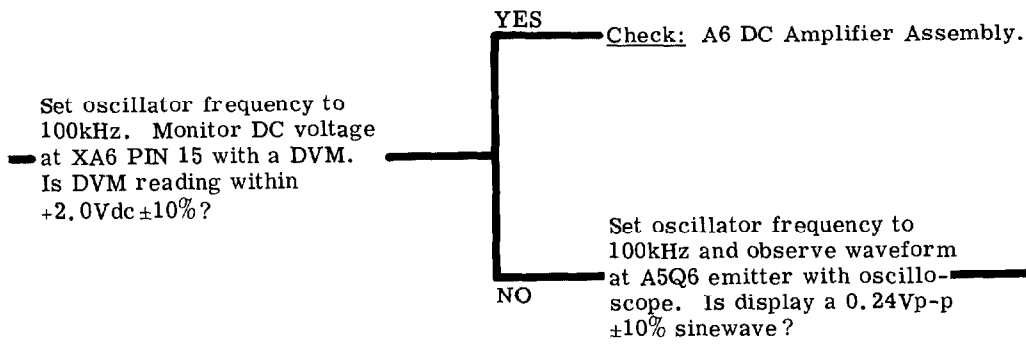 YES
Check: A6 DC Amplifier Assembly.
Set oscillator frequency to
100kHz. Monitor DC voltage
at XA6 PIN 15 with a DVM.
Is DVM reading within
+2.0Vdc ±10%?
Set oscillator frequency to
100kHz and observe waveform
at A5Q6 emitter with oscillo-
scope. Is display a 0.24Vp-p
±10% sinewave?
NO